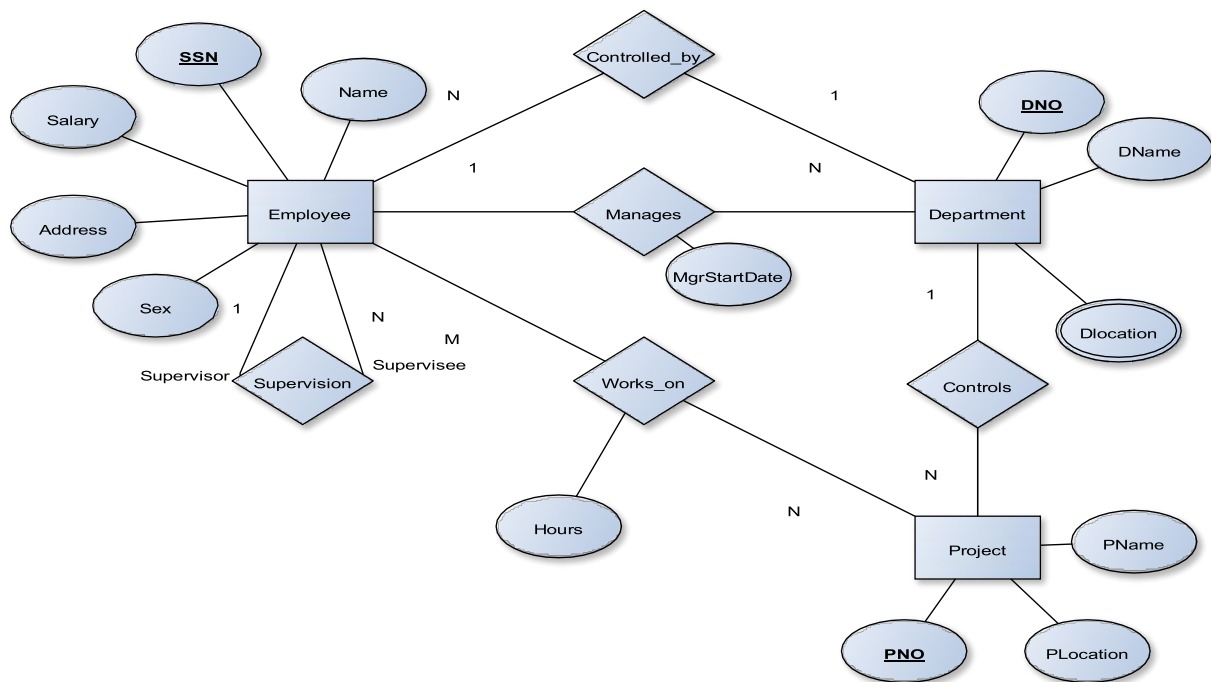 Controlled_by
SSN
Name
N
1
DNO
Salary
DName
1
N
Employee
Manages
Department
Address
MgrStartDate
Sex
1
N
M
1
Dlocation
Supervisor
Supervision
Supervisee
Works_on
Controls
N
Hours
N
Project
PName
PNO
PLocation